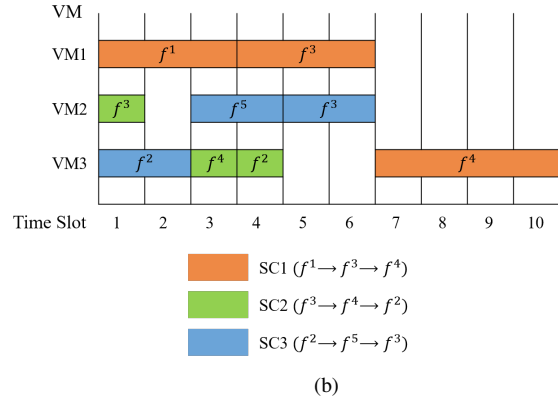 VM
VM1 f¹ f³
VM2 f³ f⁵ f³
VM3 f² f⁴ f² f⁴
Time Slot 1 2 3 4 5 6 7 8 9 10
SC1 (f¹→f³→f⁴)
SC2 (f³→f⁴→f²)
SC3 (f²→f⁵→f³)
(b)